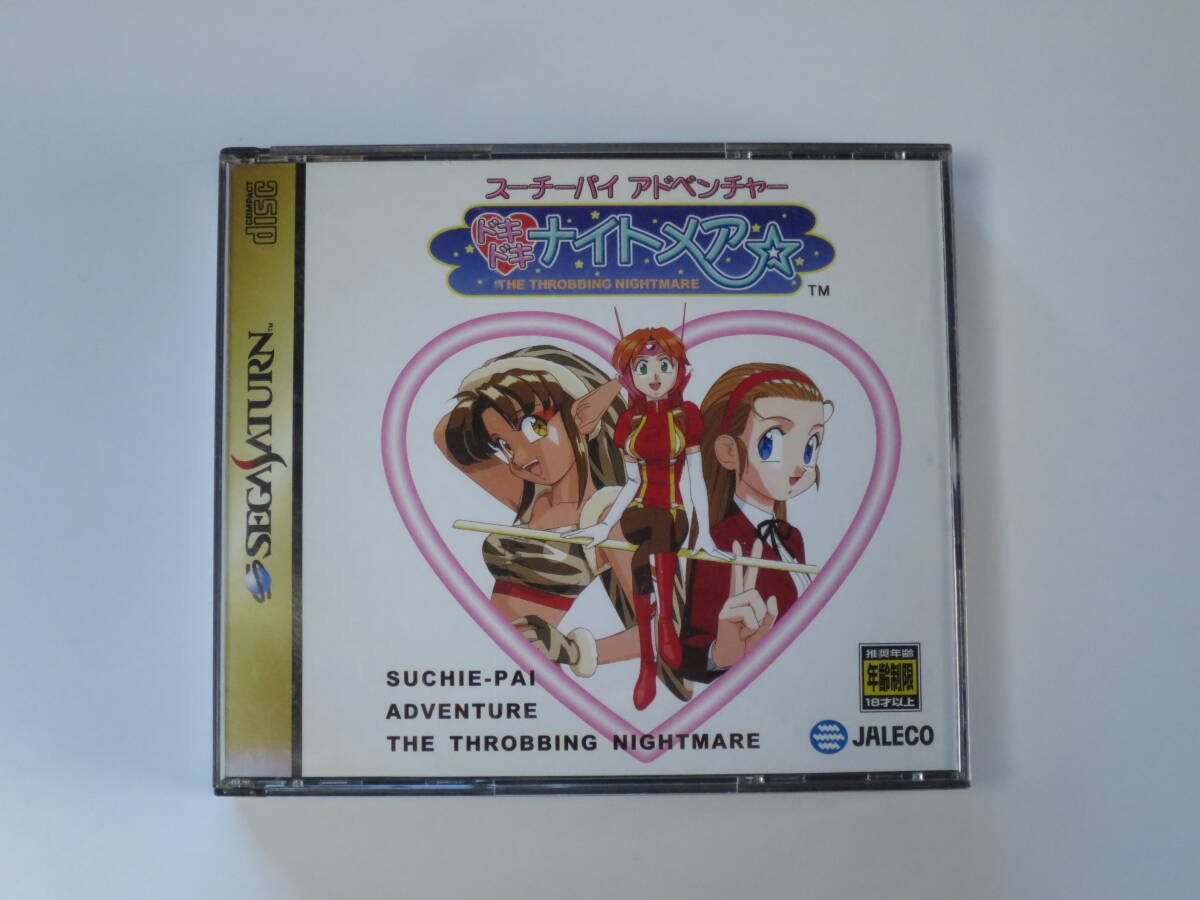 COMPACT
disc
SEGA SATURN™
スーチーパイ アドベンチャー
ドキ
ドキ
ナイトメア☆
THE THROBBING NIGHTMARE
TM
SUCHIE-PAI
ADVENTURE
THE THROBBING NIGHTMARE
推奨年齢
年齢制限
18才以上
JALECO